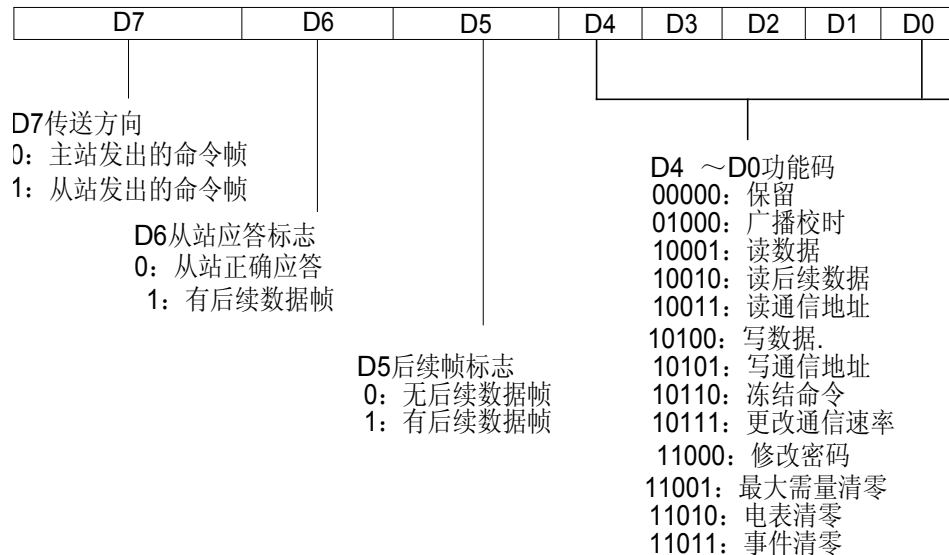 D7 D6 D5 D4 D3 D2 D1 D0
D7传送方向
0：主站发出的命令帧
1：从站发出的命令帧
D6从站应答标志
0：从站正确应答
1：有后续数据帧
D5后续帧标志
0：无后续数据帧
1：有后续数据帧
D4 ～D0功能码
00000：保留
01000：广播校时
10001：读数据
10010：读后续数据
10011：读通信地址
10100：写数据.
10101：写通信地址
10110：冻结命令
10111：更改通信速率
11000：修改密码
11001：最大需量清零
11010：电表清零
11011：事件清零